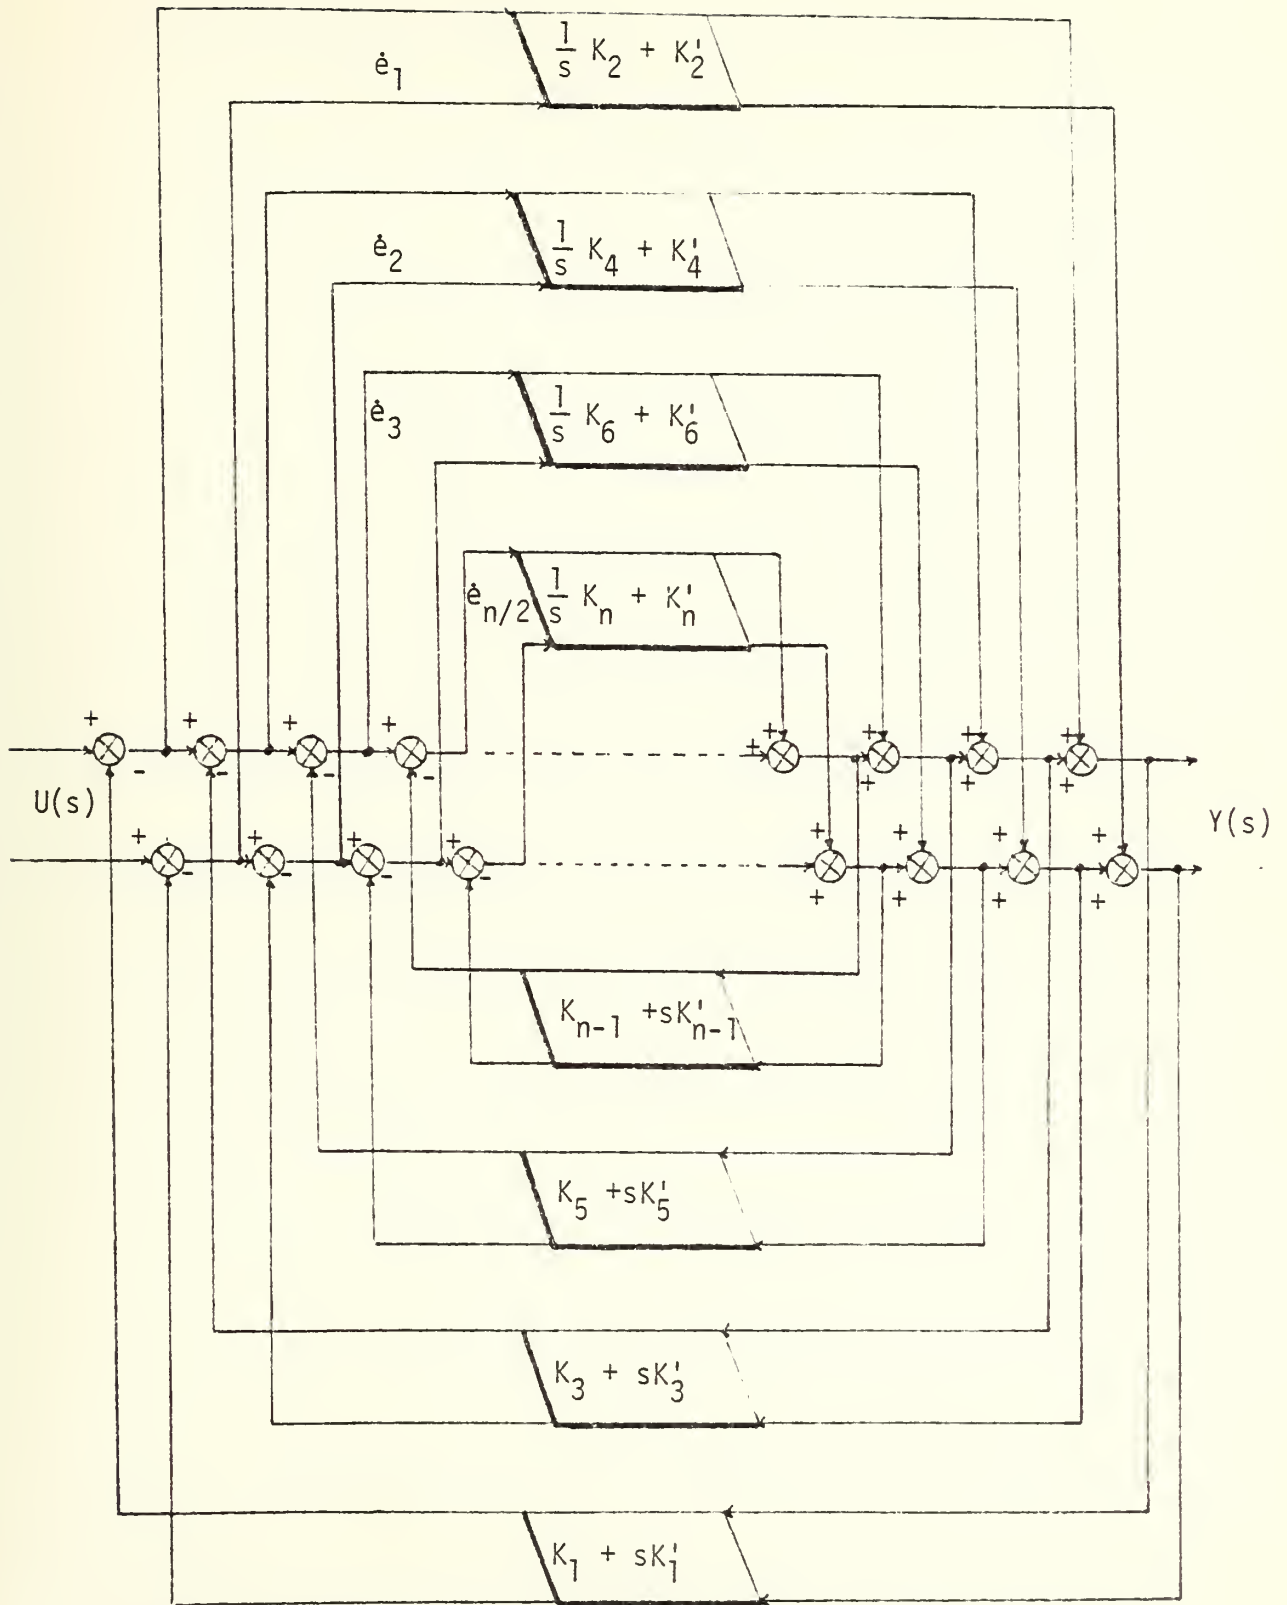 1/s K₂ + K'₂
ė₁
1/s K₄ + K'₄
ė₂
1/s K₆ + K'₆
ė₃
1/s Kₙ + K'ₙ
ėₙ/₂
+ + + +
+ + + +
- - - -
+ + + +
U(s)
Y(s)
+ + + +
- - - -
+ + + +
+ + + +
Kₙ₋₁ +sK'ₙ₋₁
K₅ +sK'₅
K₃ + sK'₃
K₁ + sK'₁